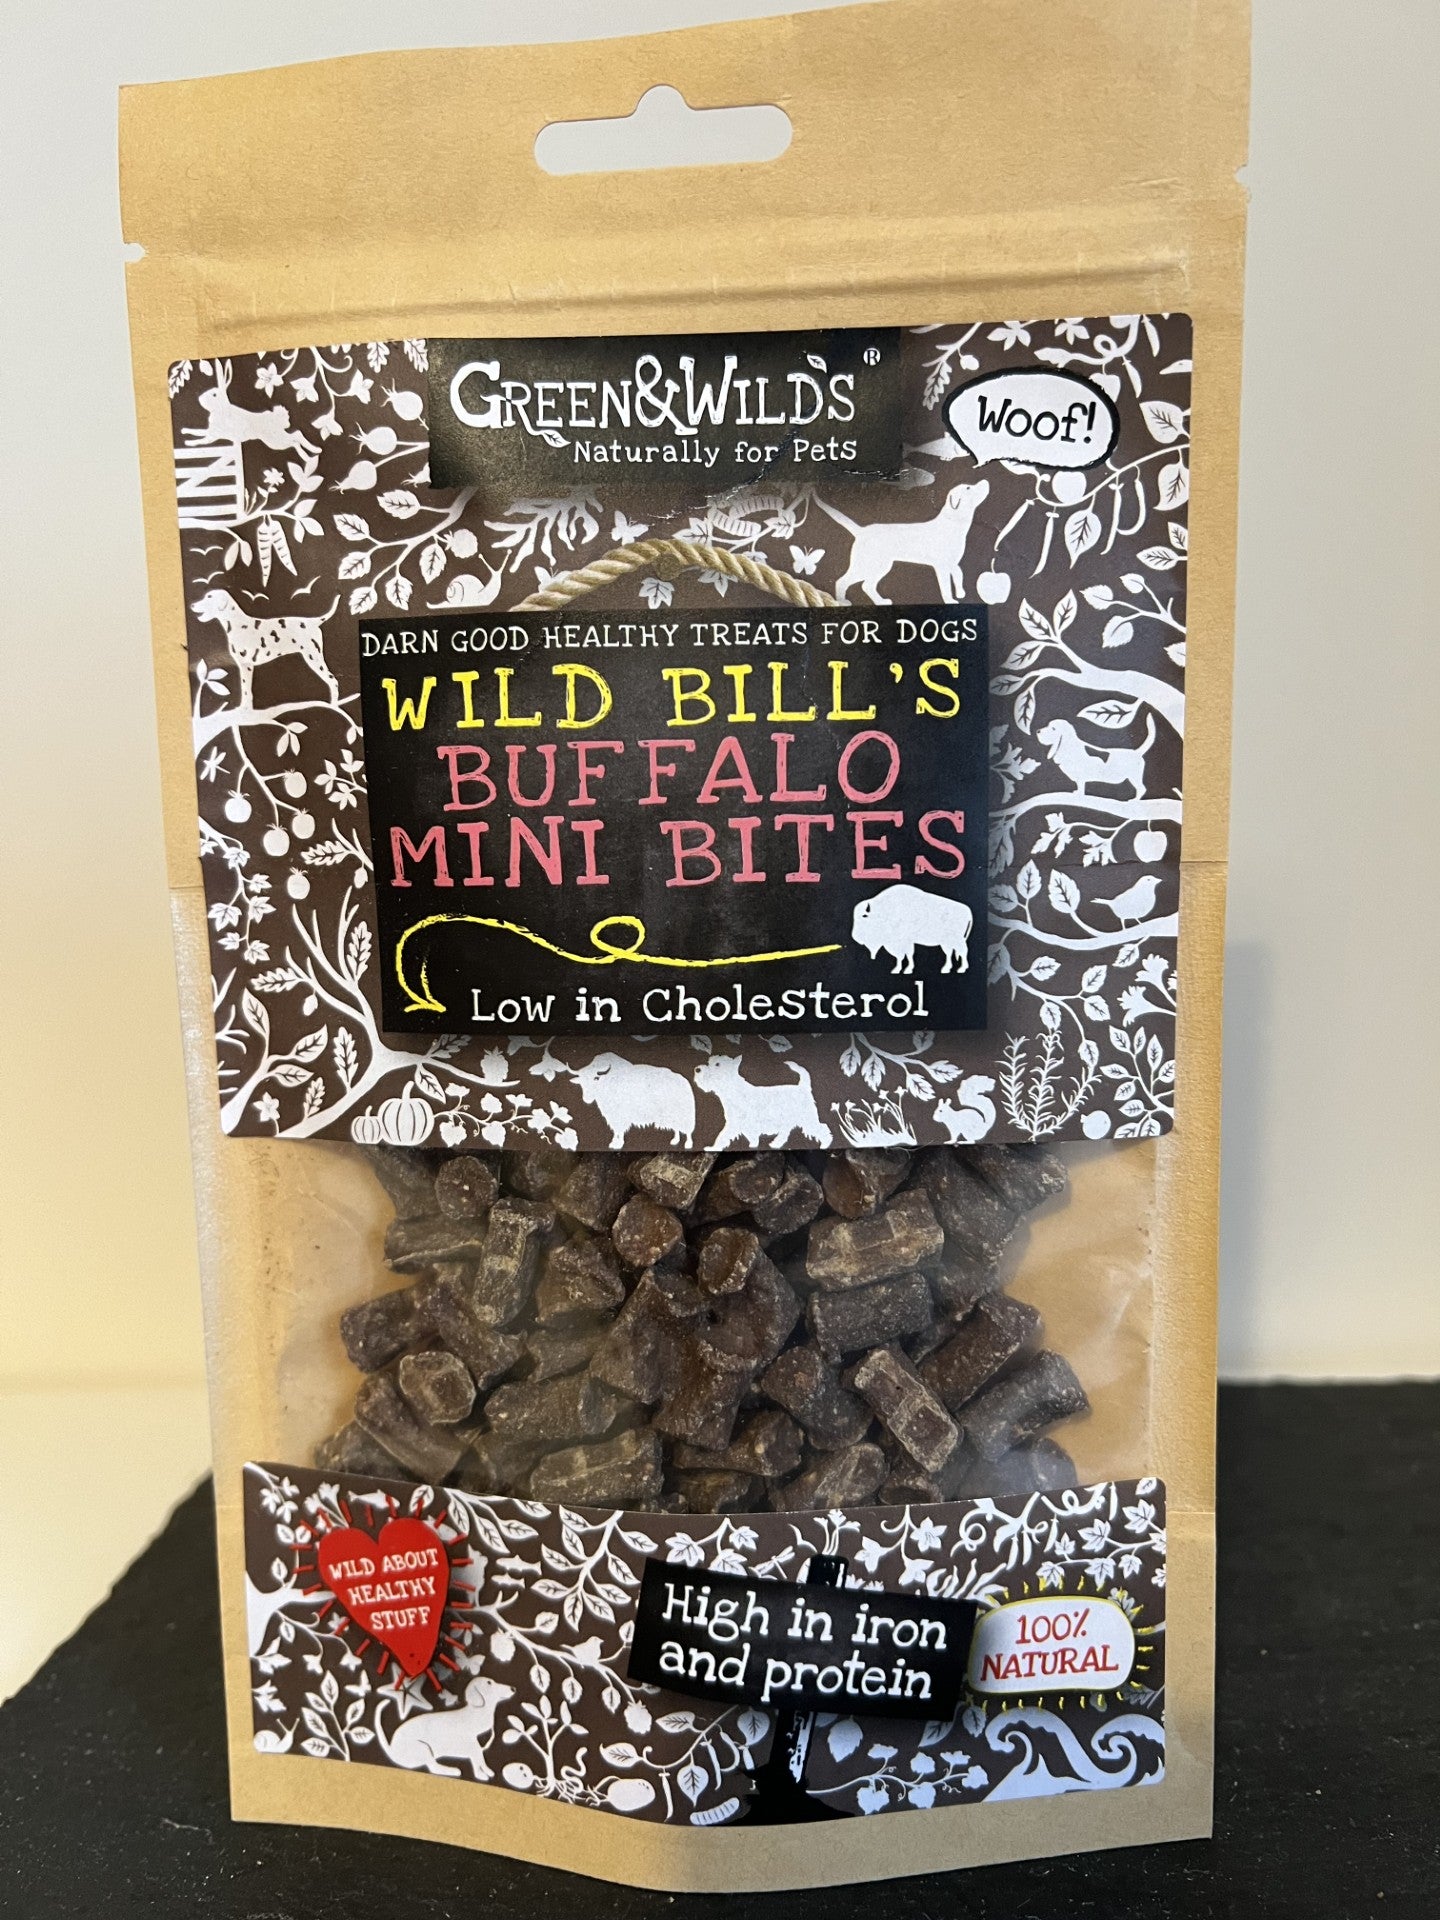 GREEN&WILD'S ®
Naturally for Pets
Woof!
DARN GOOD HEALTHY TREATS FOR DOGS
WILD BILL'S
BUFFALO
MINI BITES
Low in Cholesterol
WILD ABOUT
HEALTHY
STUFF
High in iron
and protein
100%
NATURAL